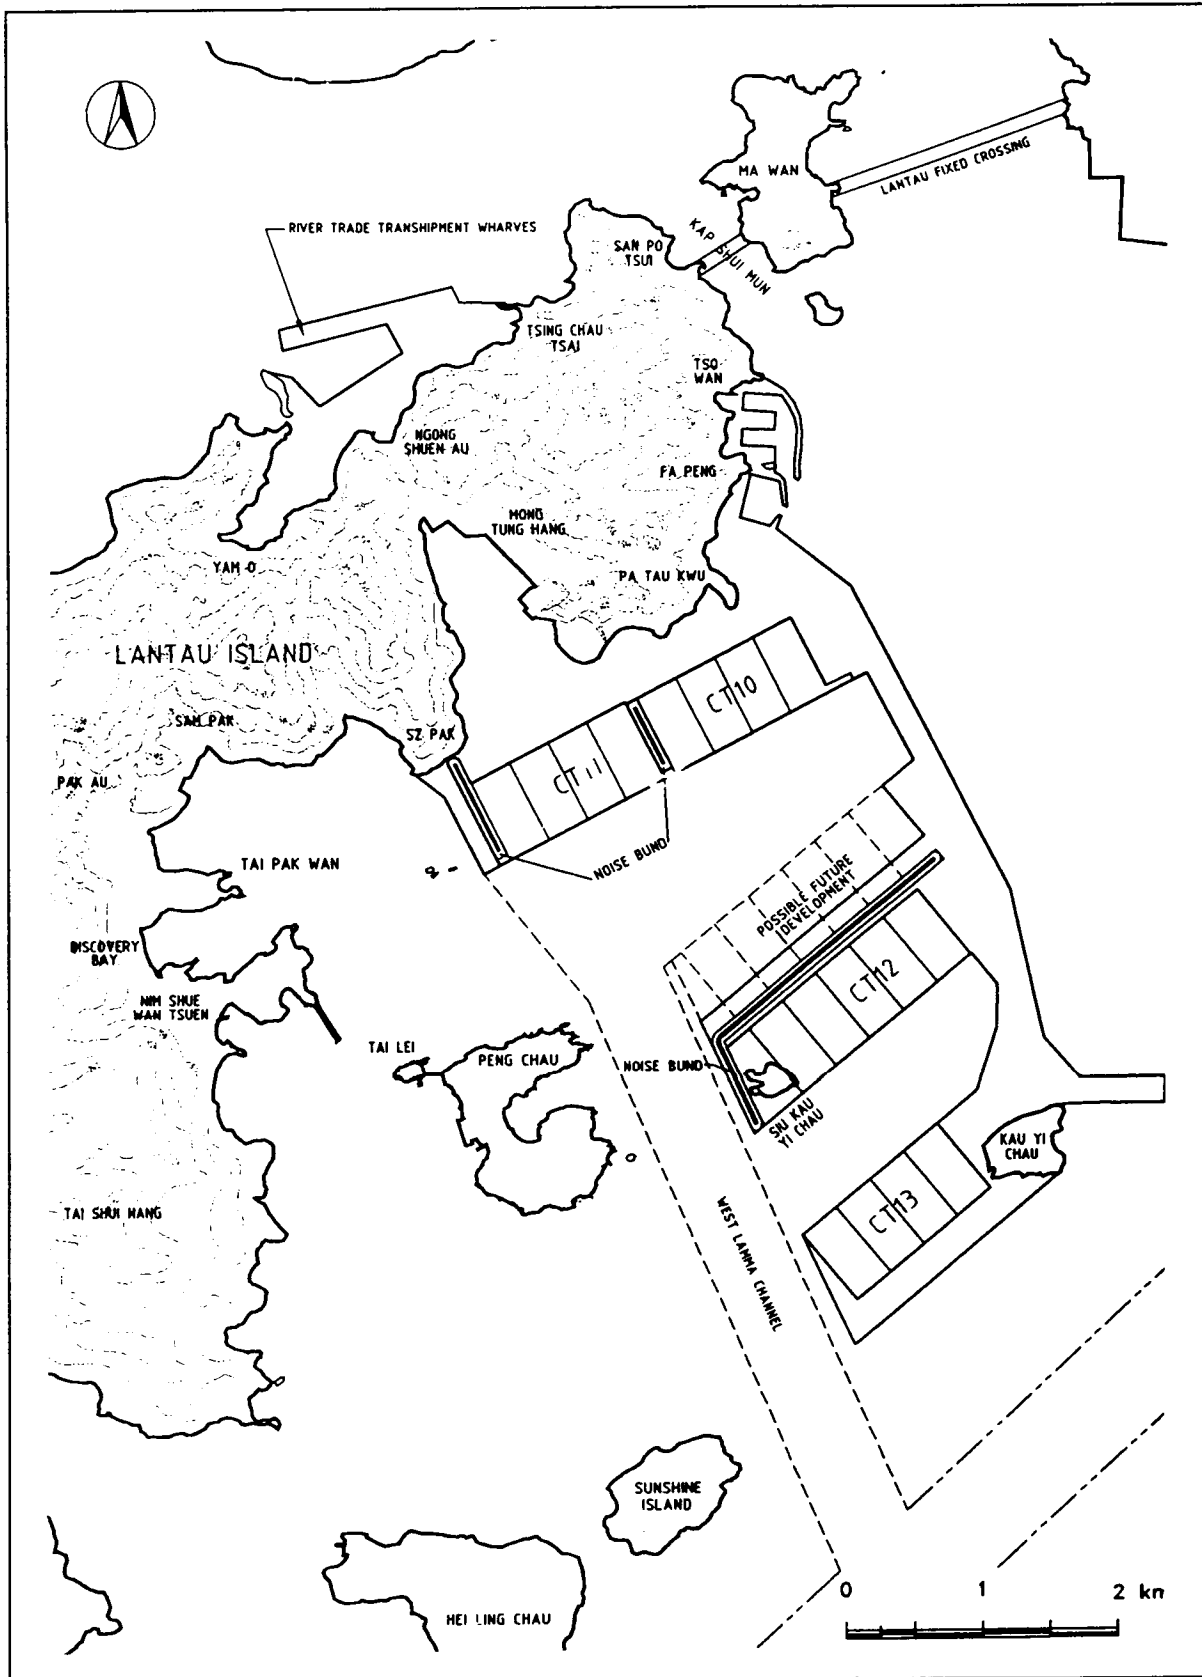 MA WAN
LANTAU FIXED CROSSING
RIVER TRADE TRANSHIPMENT WHARVES
KAP SHUI MUN
SAN PO
TSUI
TSING CHAU
TSAI
TSO
WAN
NGONG
SHUEN AU
FA PENG
MONG
TUNG HANG
YAM O
PA TAU KWU
LANTAU ISLAND
CT10
SAM PAK
SZ PAK
PAK AU
CT11
NOISE BUND
TAI PAK WAN
POSSIBLE FUTURE
DEVELOPMENT
DISCOVERY
BAY
CT12
NIM SHUE
WAN TSUEN
TAI LEI
PENG CHAU
NOISE BUND
SIU KAU
YI CHAU
KAU YI
CHAU
CT13
TAI SHUI HANG
WEST LAMMA CHANNEL
SUNSHINE
ISLAND
0 1 2 km
HEI LING CHAU